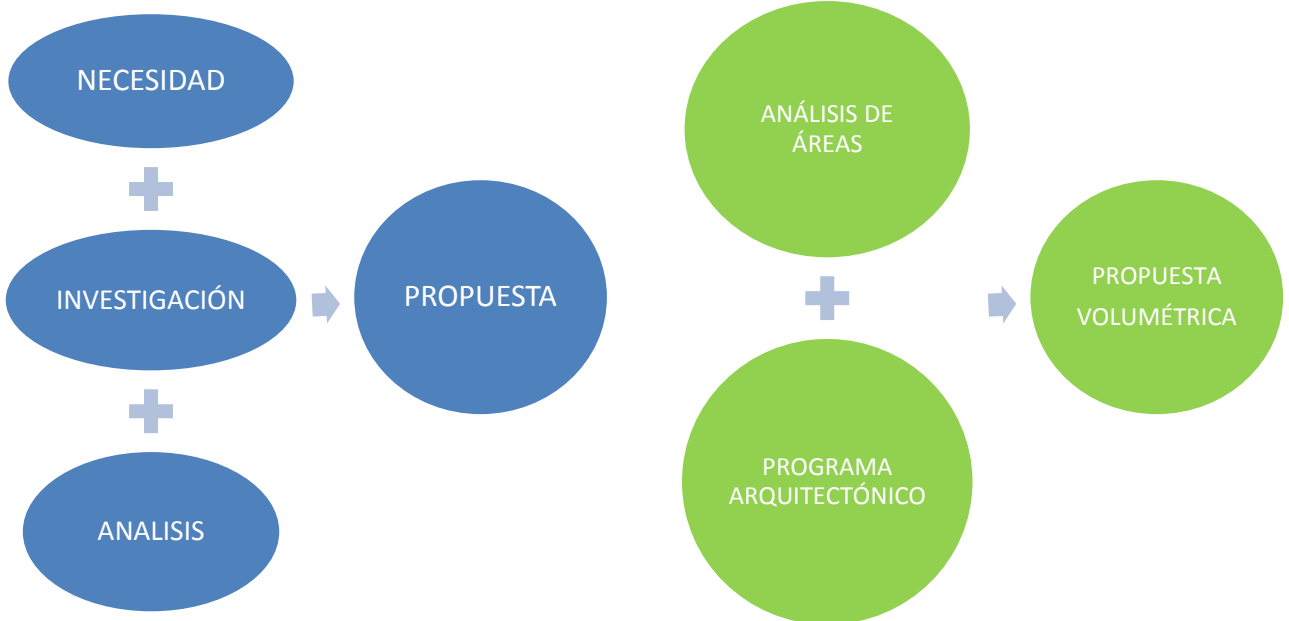 NECESIDAD
INVESTIGACIÓN
ANALISIS
PROPUESTA
ANÁLISIS DE
ÁREAS
PROGRAMA
ARQUITECTÓNICO
PROPUESTA
VOLUMÉTRICA